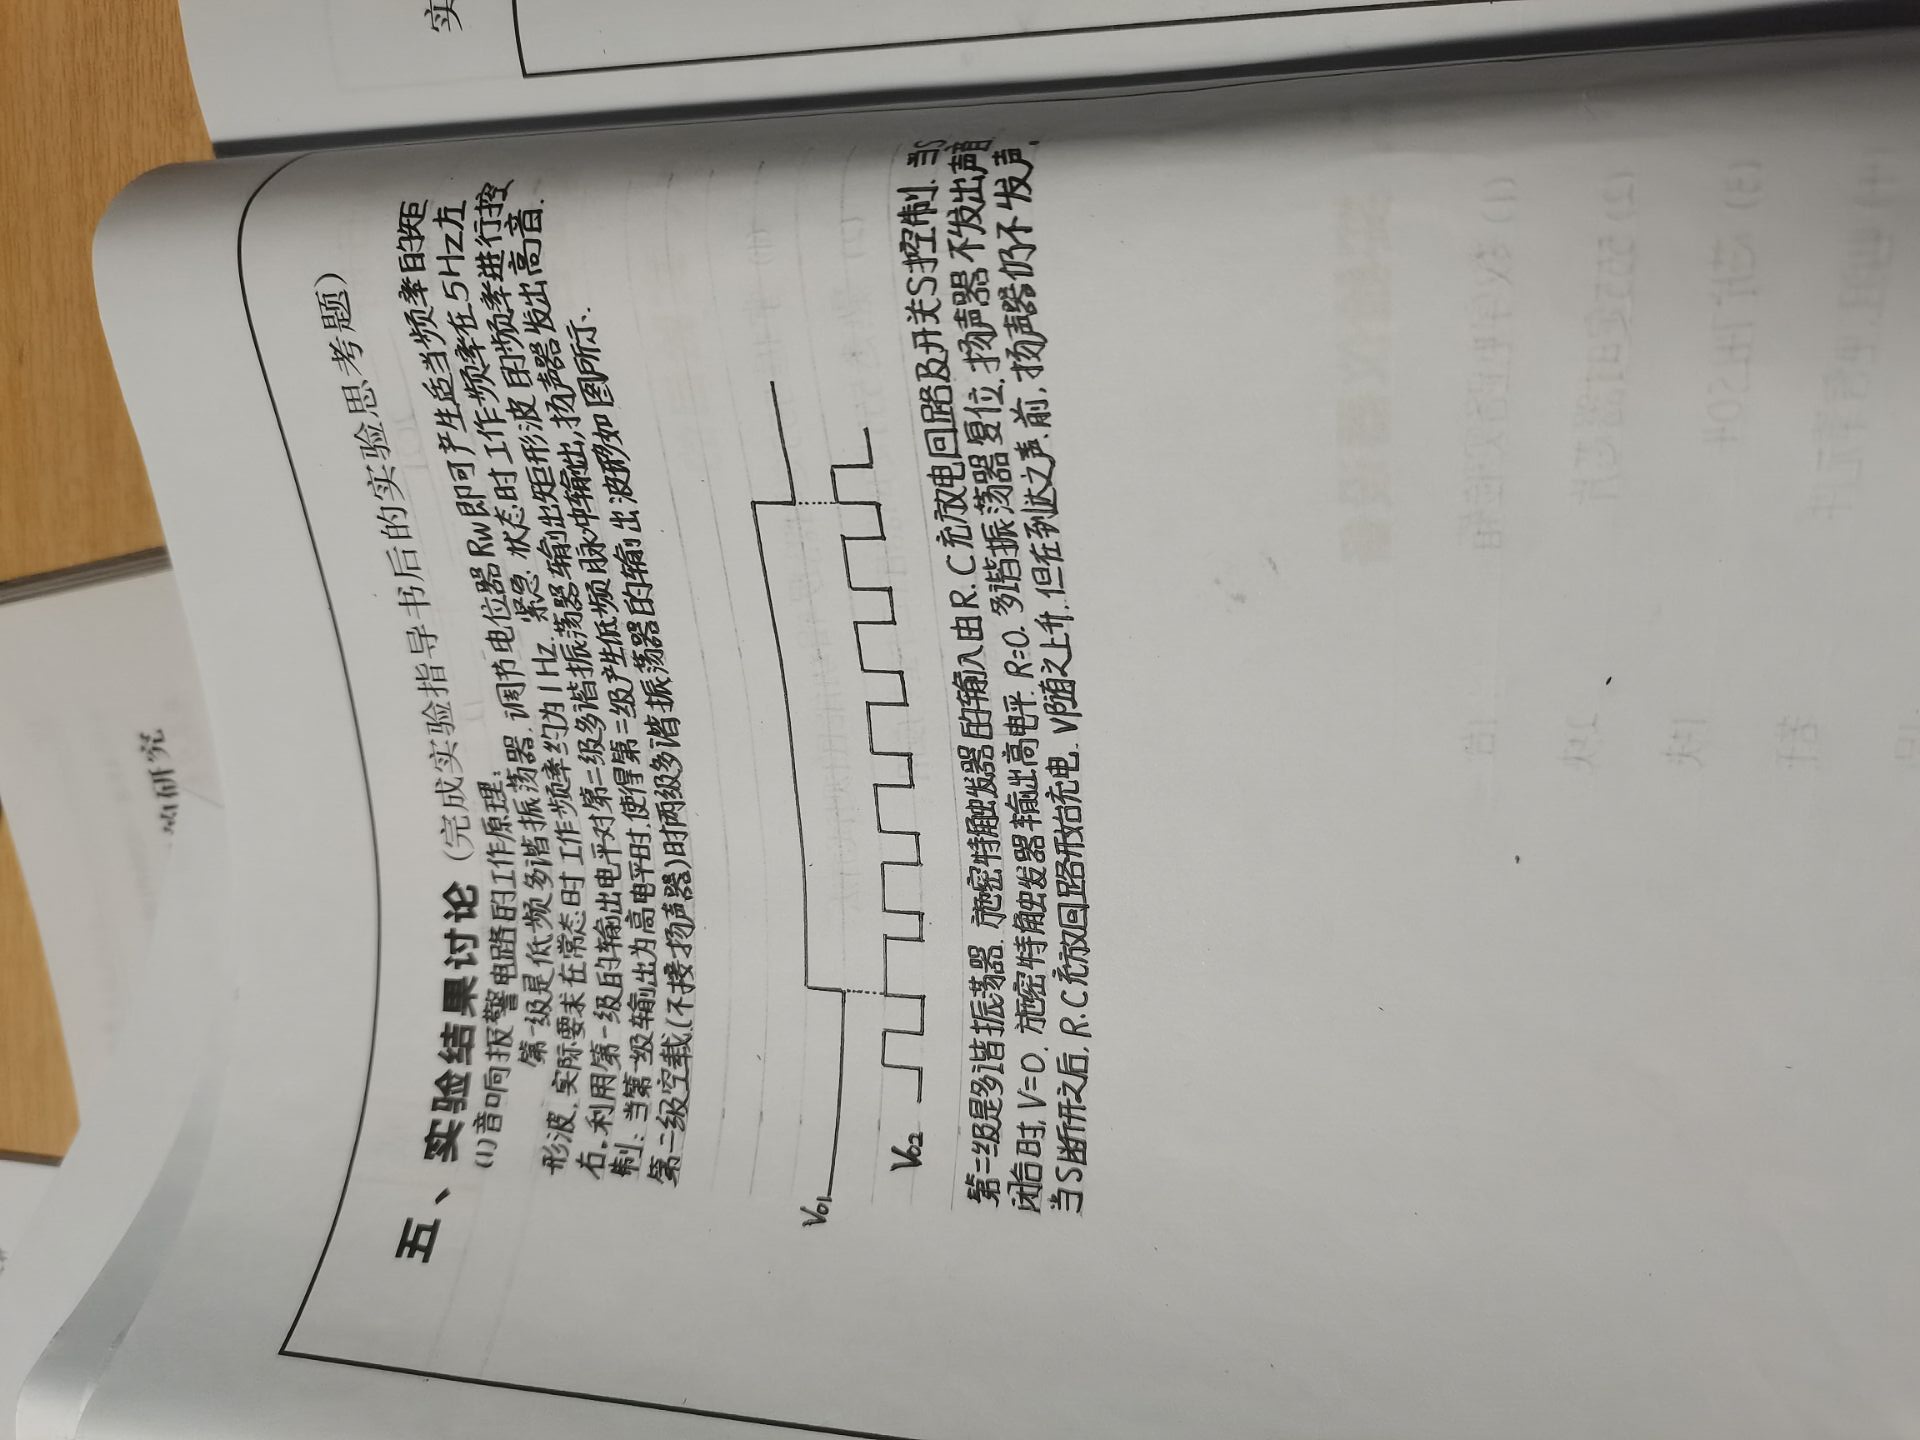 的研究
五、实验结果讨论(完成实验指导书后的实验思考题)
(1)音响报警电路的工作原理:
第一级是低频多谐振荡器.调节电位器Rw即可产生适当频率的矩
形波.实际要求在常态时工作频率约为1Hz.紧急.状态时工作频率在5Hz左
右。利用第一级的输出电平对第二级多谐振荡器输出矩形波的频率进行控
制:当第一级输出为高电平时.使得第二级产生低频脉冲输出,扬声器发出高音.
第二级空载.(不接扬声器)时两级多谐振荡器的输出波形如图所示.
Vo1
Vo2
第二级是多谐振荡器.施密特触发器的输入由R.C充放电回路及开关S控制.当S
闭合时,V=0.施密特触发器输出高电平.R=0.多谐振荡器复位.扬声器不发出声音
当S断开之后,R.C充放回路开始充电.V随之上升.但在到达之声前,扬声器仍不发声.
实